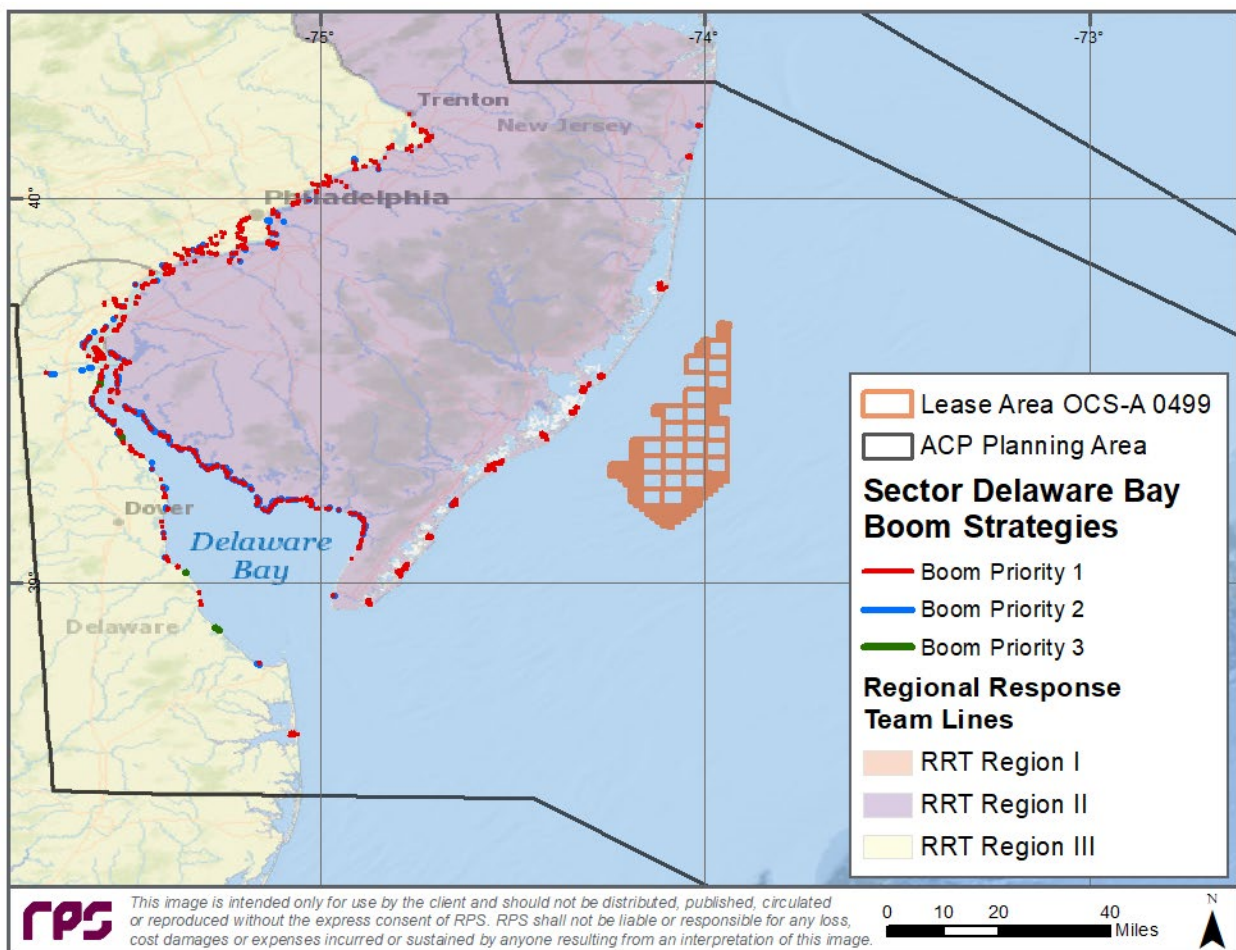 -75°
-74°
-73°
Trenton
New Jersey
40°
Philadelphia
Dover
Delaware
Bay
39°
Delaware
Lease Area OCS-A 0499
ACP Planning Area
Sector Delaware Bay
Boom Strategies
Boom Priority 1
Boom Priority 2
Boom Priority 3
Regional Response
Team Lines
RRT Region I
RRT Region II
RRT Region III
rps
This image is intended only for use by the client and should not be distributed, published, circulated
or reproduced without the express consent of RPS. RPS shall not be liable or responsible for any loss,
cost damages or expenses incurred or sustained by anyone resulting from an interpretation of this image.
0 10 20 40
Miles
N